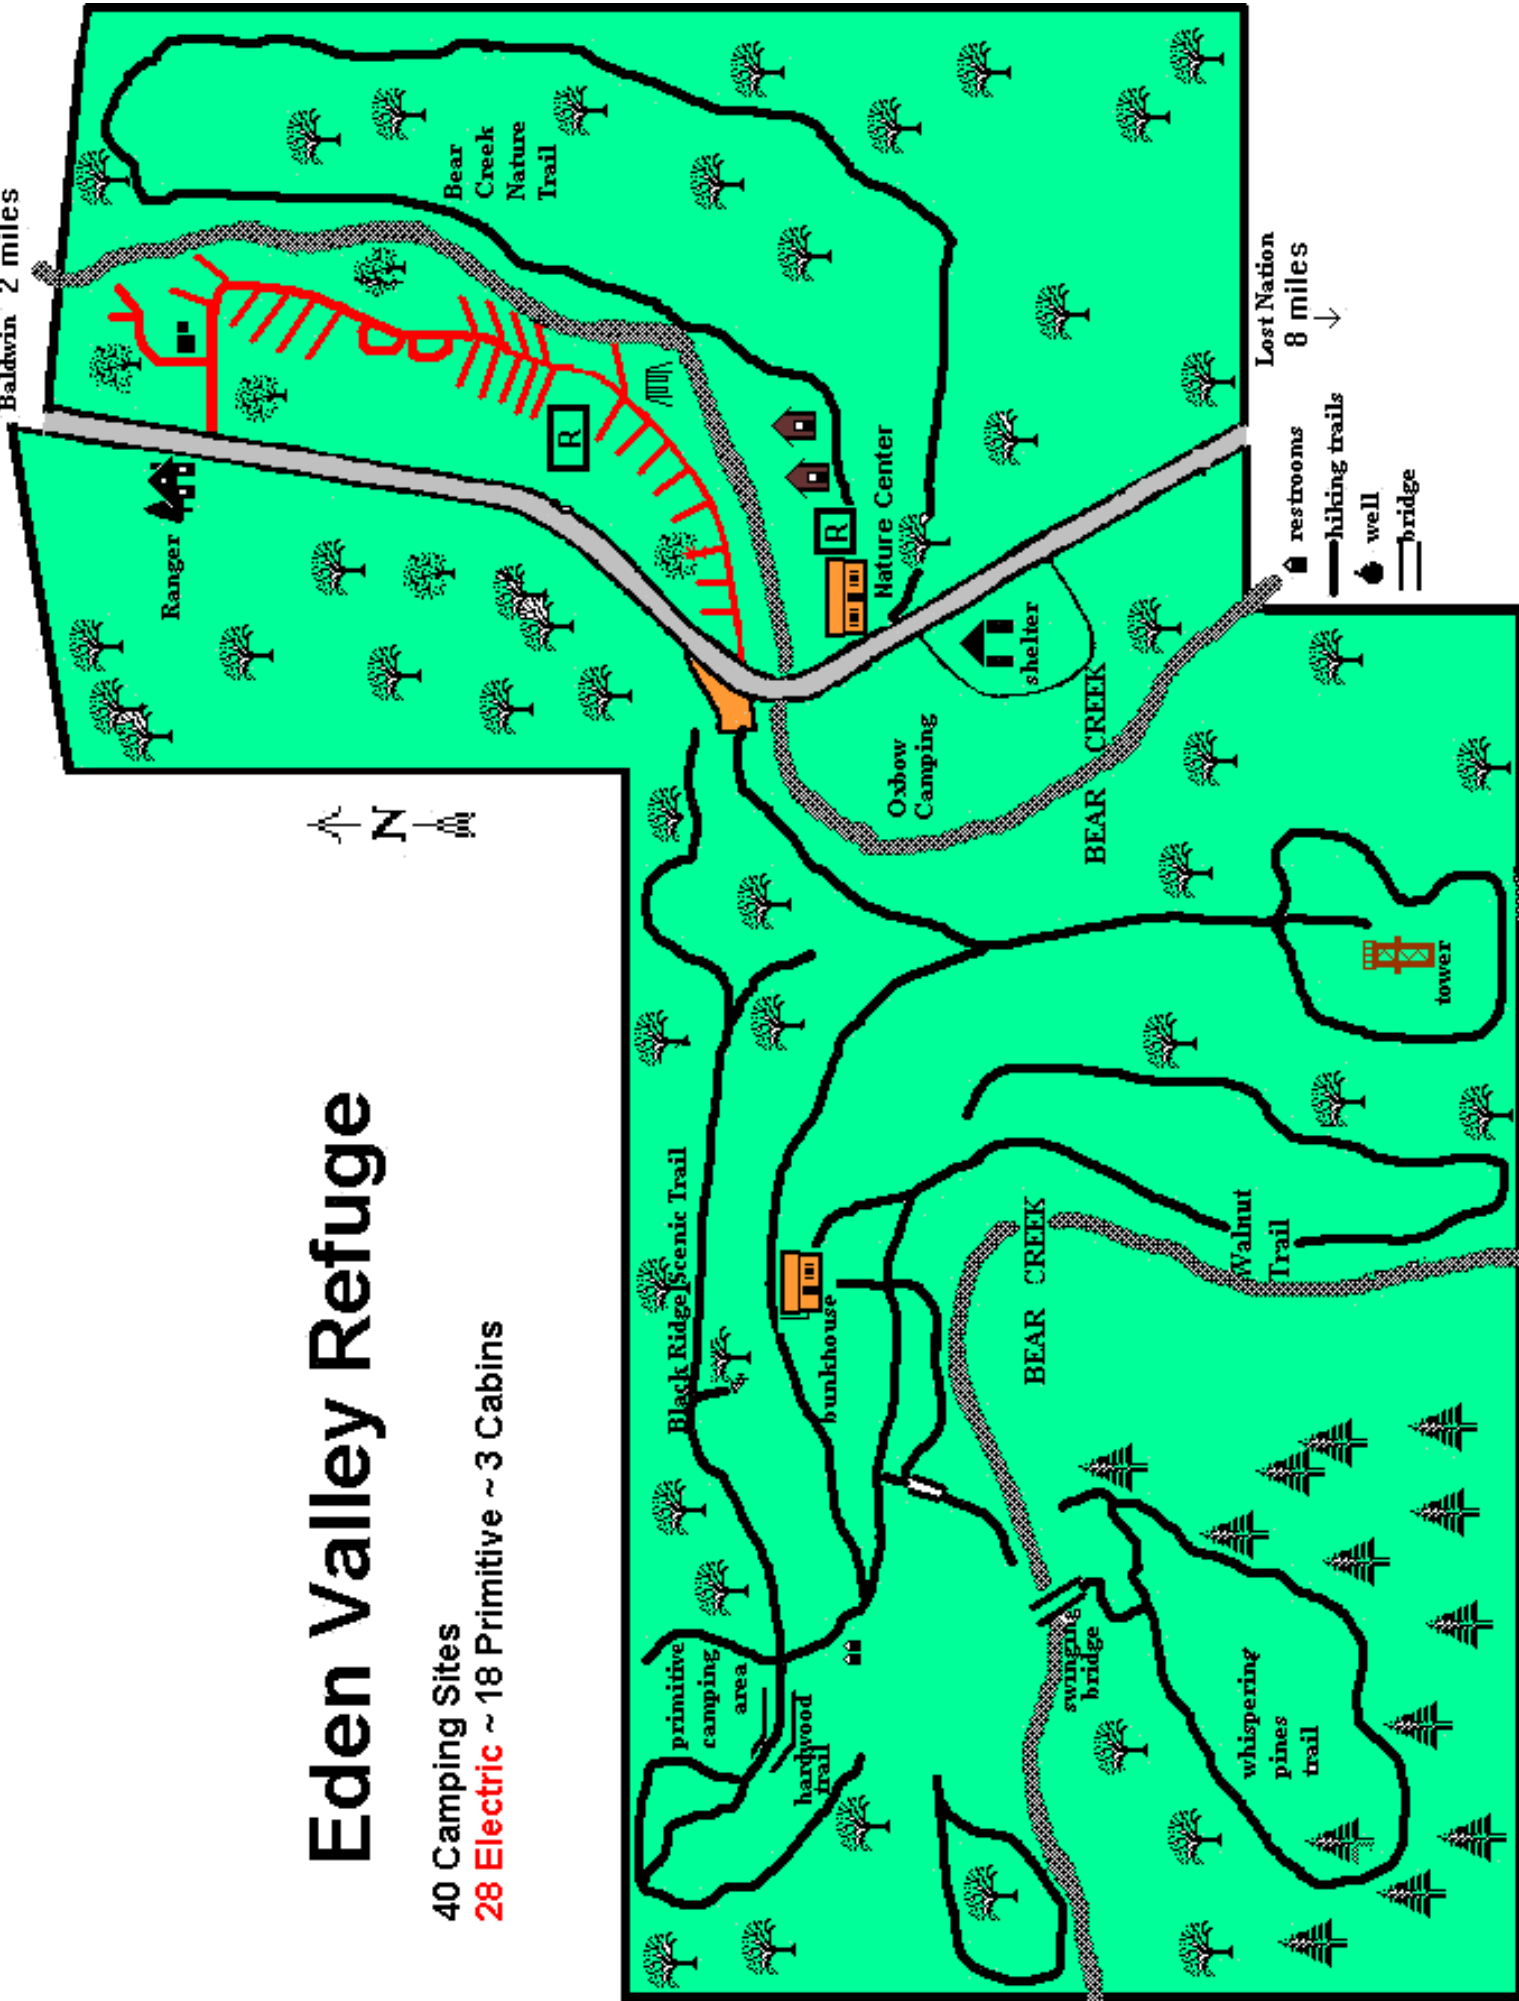 Eden Valley Refuge
40 Camping Sites
28 Electric ~ 18 Primitive ~ 3 Cabins
N
Baldwin 2 miles
Ranger
Bear
Creek
Nature
Trail
R
R
Nature Center
shelter
Oxbow
Camping
BEAR CREEK
Lost Nation
8 miles
restrooms
hiking trails
well
bridge
Black Ridge Scenic Trail
bunkhouse
primitive
camping
area
hardwood
trail
BEAR CREEK
Walnut
Trail
tower
swinging
bridge
whispering
pines
trail